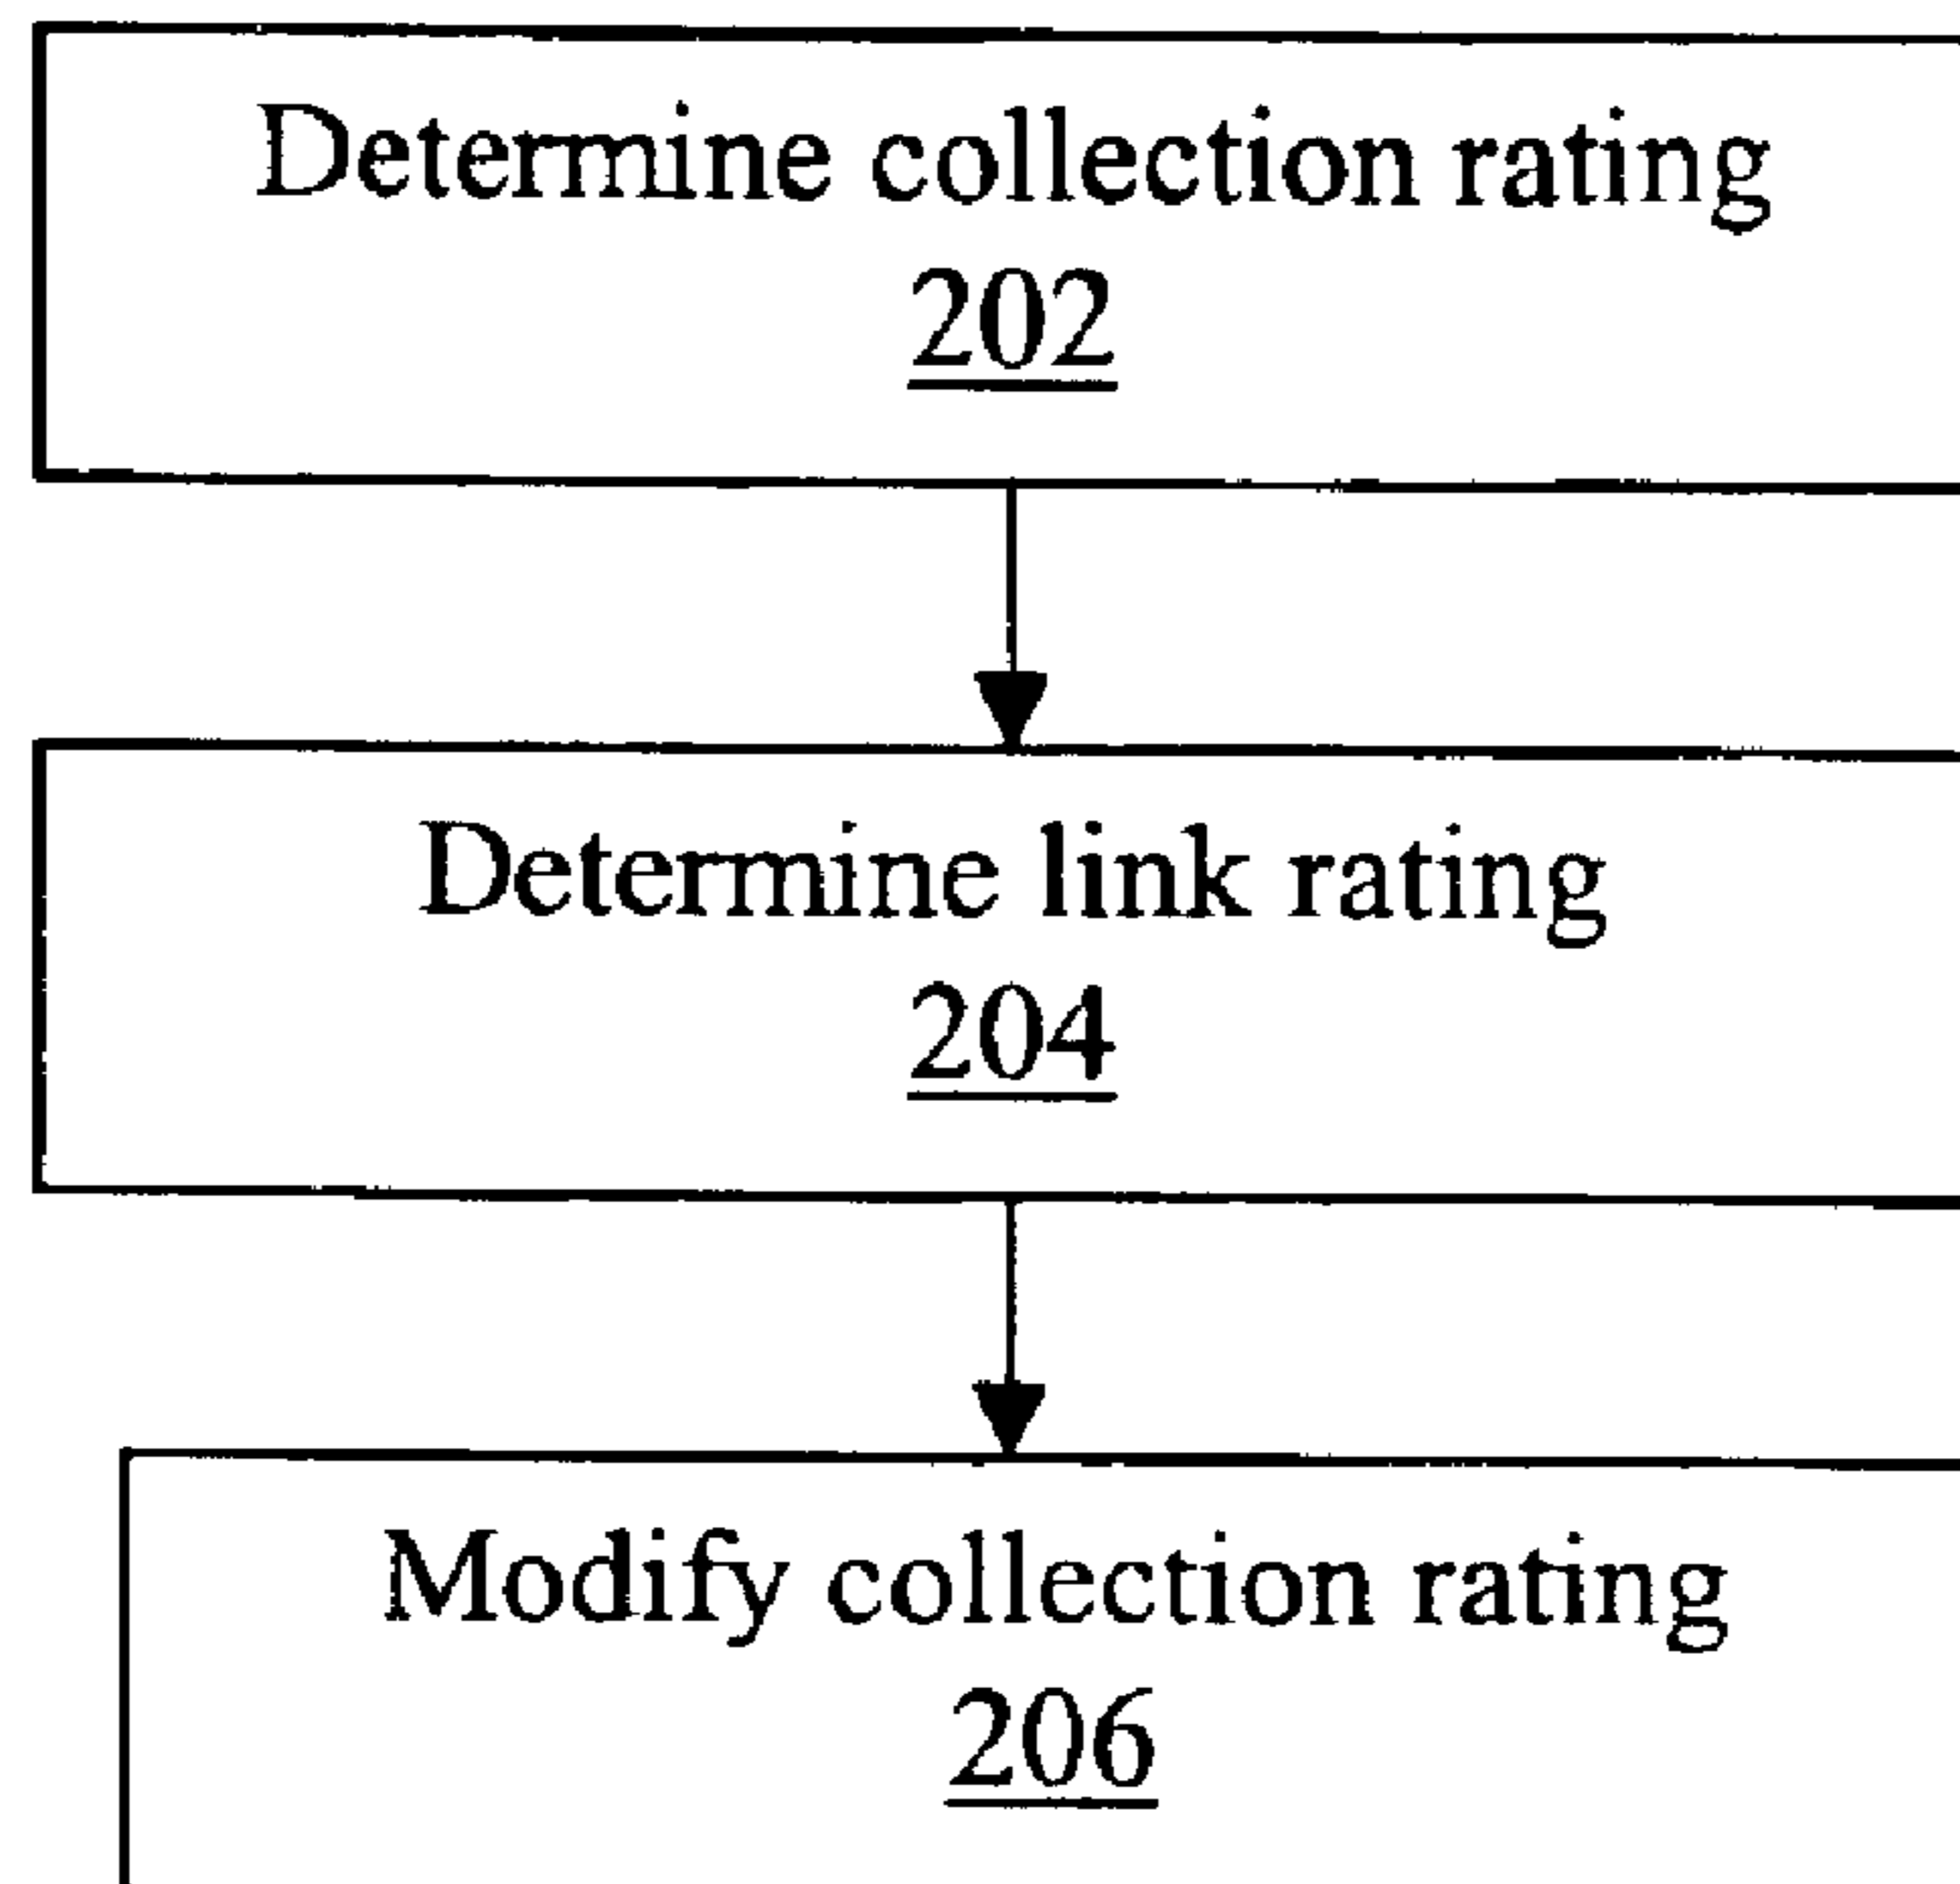 Determine collection rating
202
Determine link rating
204
Modify collection rating
206